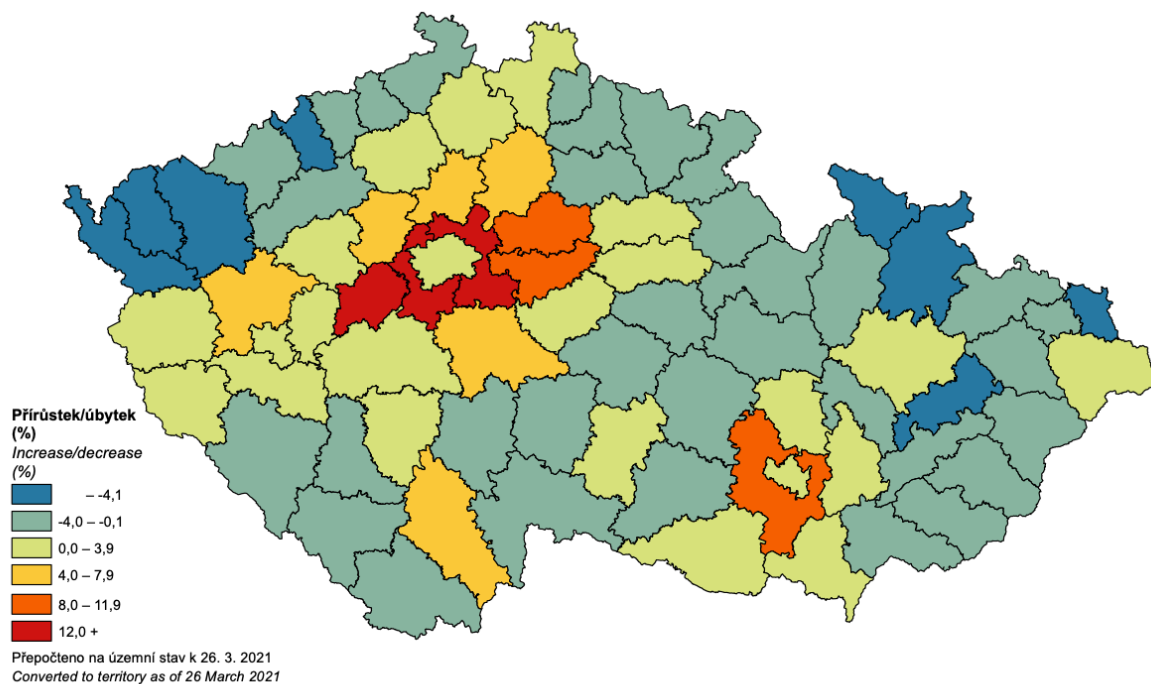 Přírůstek/úbytek
(%)
Increase/decrease
(%)
– -4,1
-4,0 – -0,1
0,0 – 3,9
4,0 – 7,9
8,0 – 11,9
12,0 +
Přepočteno na územní stav k 26. 3. 2021
Converted to territory as of 26 March 2021